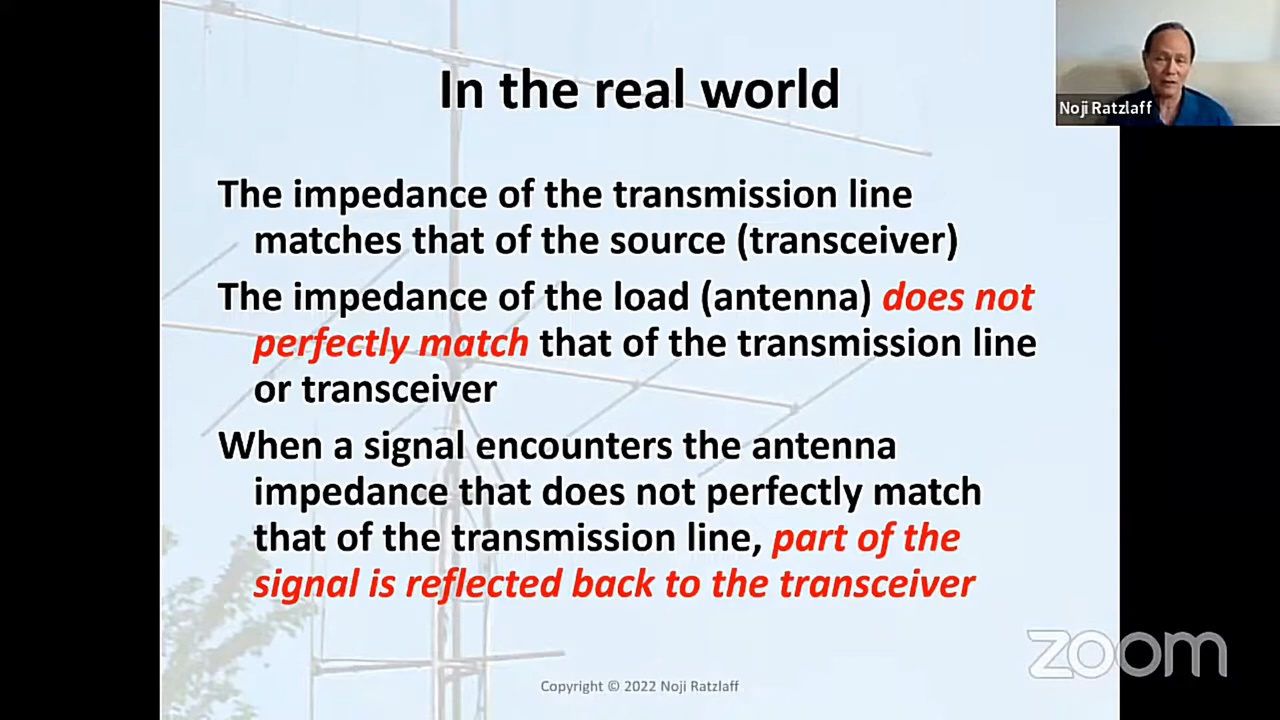 In the real world
Noji Ratzlaff
The impedance of the transmission line
matches that of the source (transceiver)
The impedance of the load (antenna) does not
perfectly match that of the transmission line
or transceiver
When a signal encounters the antenna
impedance that does not perfectly match
that of the transmission line, part of the
signal is reflected back to the transceiver
zoom
Copyright © 2022 Noji Ratzlaff